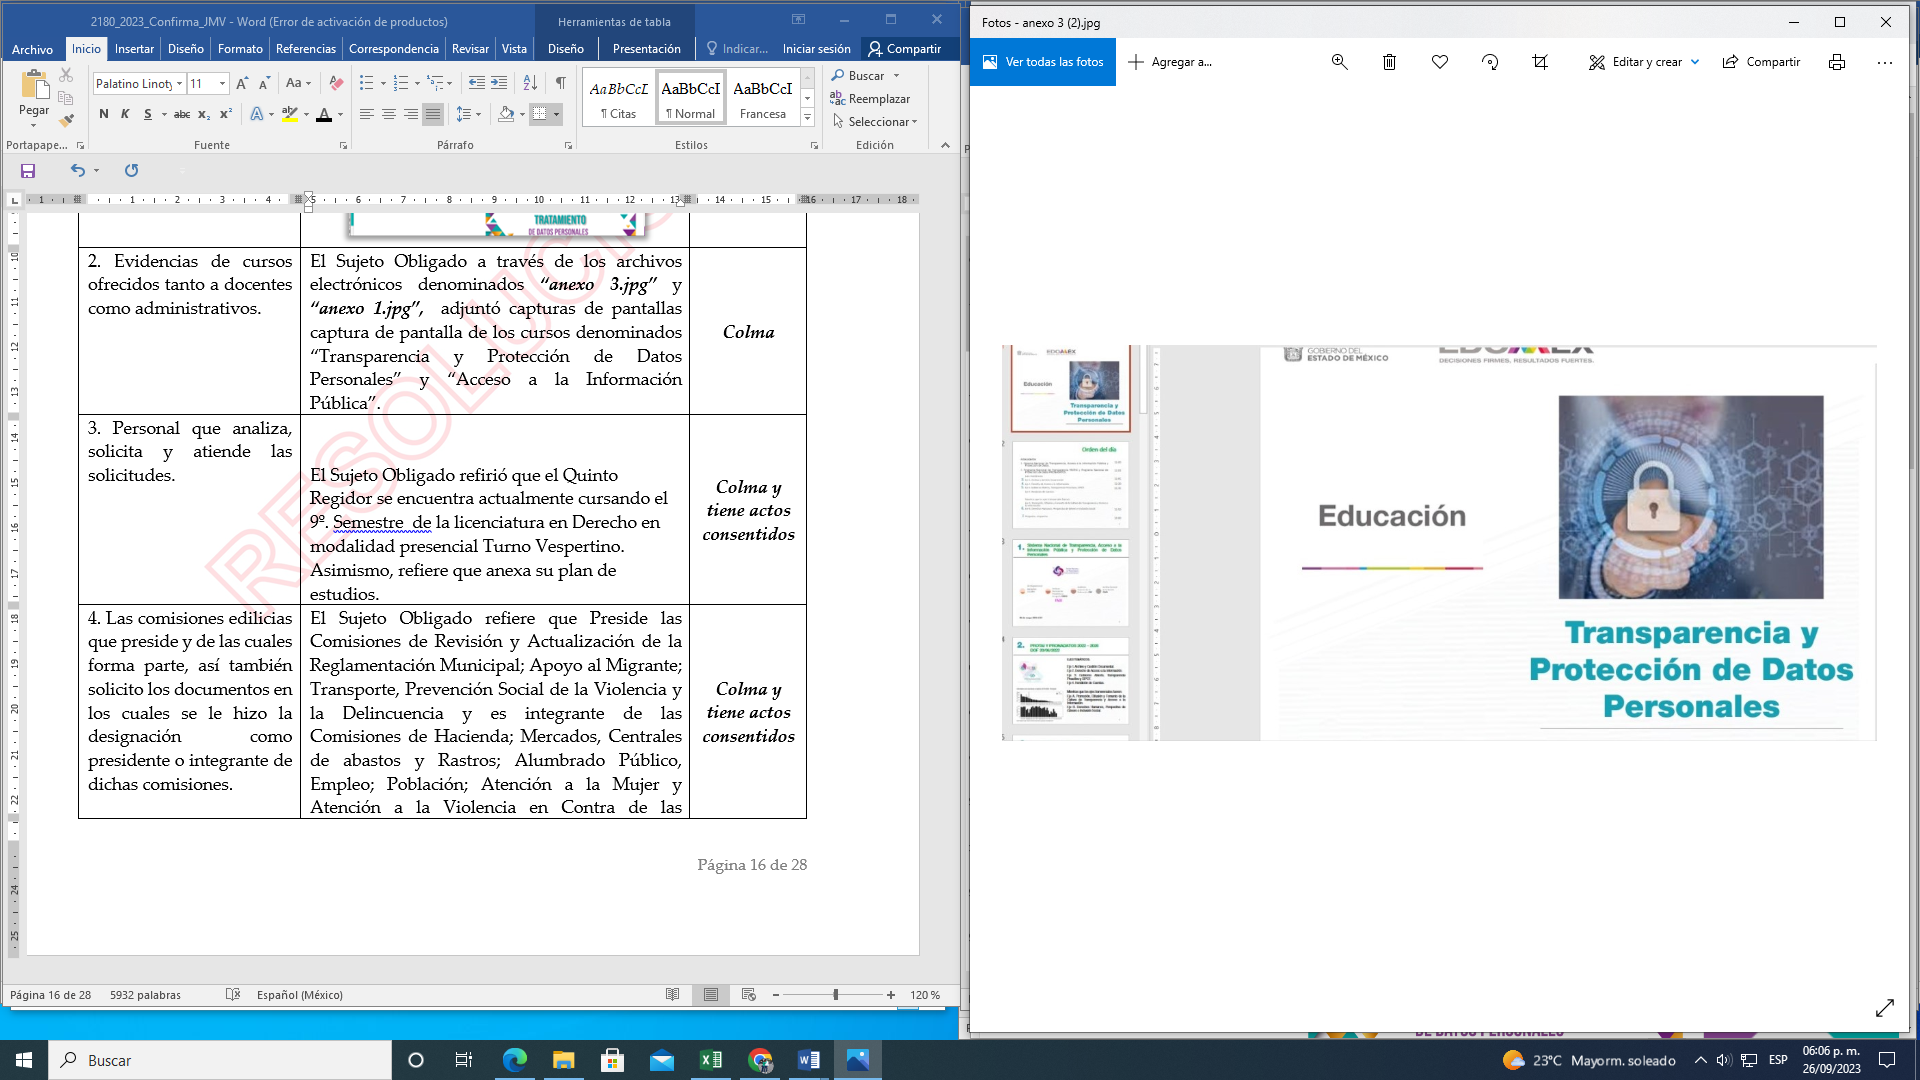 2180_2023_Confirma_JMV - Word (Error de activación de productos)
Herramientas de tabla
Archivo
Inicio
Insertar
Diseño
Formato
Referencias
Correspondencia
Revisar
Vista
Diseño
Presentación
Indicar...
Iniciar sesión
Compartir
Pegar
Palatino Linoty
11
AaBbCcI
AaBbCcI
AaBbCcI
¶ Citas
¶ Normal
Francesa
Buscar
Reemplazar
Seleccionar
Portapape...
Fuente
Párrafo
Estilos
Edición
TRATAMIENTO
DE DATOS PERSONALES
2. Evidencias de cursos
ofrecidos tanto a docentes
como administrativos.
El Sujeto Obligado a través de los archivos
electrónicos denominados “anexo 3.jpg” y
“anexo 1.jpg”, adjuntó capturas de pantallas
captura de pantalla de los cursos denominados
“Transparencia y Protección de Datos
Personales” y “Acceso a la Información
Pública”.
Colma
3. Personal que analiza,
solicita y atiende las
solicitudes.
El Sujeto Obligado refirió que el Quinto
Regidor se encuentra actualmente cursando el
9º. Semestre de la licenciatura en Derecho en
modalidad presencial Turno Vespertino.
Asimismo, refiere que anexa su plan de
estudios.
Colma y
tiene actos
consentidos
4. Las comisiones edilicias
que preside y de las cuales
forma parte, así también
solicito los documentos en
los cuales se le hizo la
designación como
presidente o integrante de
dichas comisiones.
El Sujeto Obligado refiere que Preside las
Comisiones de Revisión y Actualización de la
Reglamentación Municipal; Apoyo al Migrante;
Transporte, Prevención Social de la Violencia y
la Delincuencia y es integrante de las
Comisiones de Hacienda; Mercados, Centrales
de abastos y Rastros; Alumbrado Público,
Empleo; Población; Atención a la Mujer y
Atención a la Violencia en Contra de las
Colma y
tiene actos
consentidos
Página 16 de 28
Página 16 de 28
5932 palabras
Español (México)
120 %
Fotos - anexo 3 (2).jpg
Ver todas las fotos
Agregar a...
Editar y crear
Compartir
GOBIERNO DEL
ESTADO DE MÉXICO
DECISIONES FIRMES, RESULTADOS FUERTES.
Educación
Transparencia y
Protección de Datos
Personales
Orden del día
1.
2.
Educación
Transparencia y
Protección de Datos
Personales
Buscar
23°C Mayorm. soleado
ESP
06:06 p. m.
26/09/2023